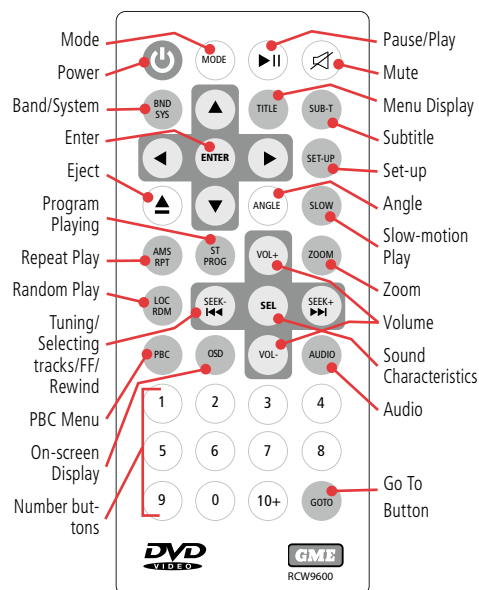 Mode
Power
Band/System
Enter
Eject
Program
Playing
Repeat Play
Random Play
Tuning/
Selecting
tracks/FF/
Rewind
PBC Menu
On-screen
Display
Number but-
tons
MODE
BND
SYS
TITLE
SUB-T
ENTER
SET-UP
ANGLE
SLOW
AMS
RPT
ST
PROG
VOL+
ZOOM
LOC
RDM
SEEK-
SEL
SEEK+
PBC
OSD
VOL-
AUDIO
1
2
3
4
5
6
7
8
9
0
10+
GOTO
DVD
VIDEO
GME
RCW9600
Pause/Play
Mute
Menu Display
Subtitle
Set-up
Angle
Slow-motion
Play
Zoom
Volume
Sound
Characteristics
Audio
Go To
Button